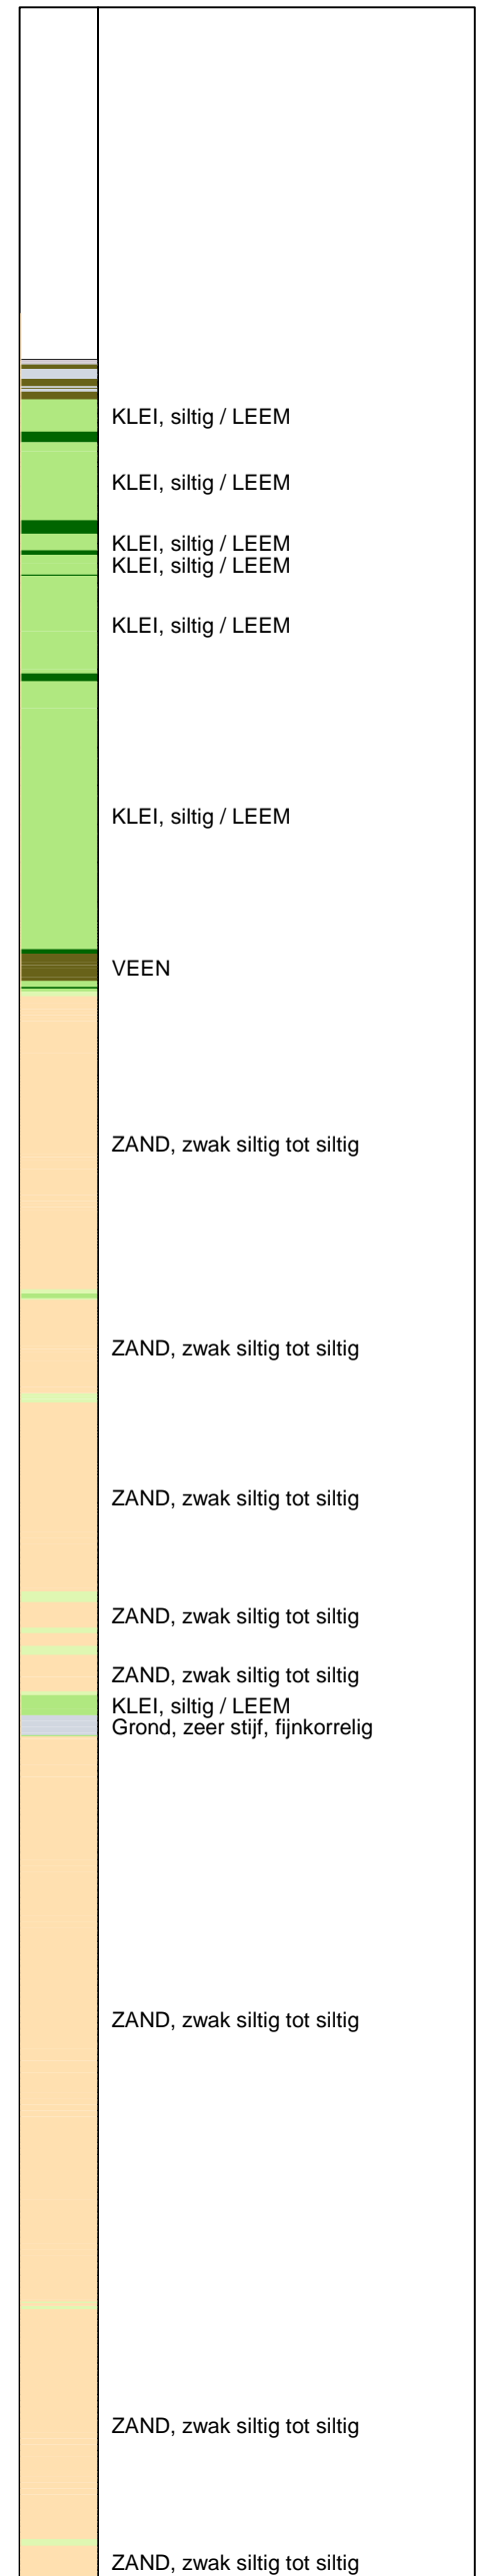 KLEI, siltig / LEEM
KLEI, siltig / LEEM
KLEI, siltig / LEEM
KLEI, siltig / LEEM
KLEI, siltig / LEEM
KLEI, siltig / LEEM
VEEN
ZAND, zwak siltig tot siltig
ZAND, zwak siltig tot siltig
ZAND, zwak siltig tot siltig
ZAND, zwak siltig tot siltig
ZAND, zwak siltig tot siltig
KLEI, siltig / LEEM
Grond, zeer stijf, fijnkorrelig
ZAND, zwak siltig tot siltig
ZAND, zwak siltig tot siltig
ZAND, zwak siltig tot siltig